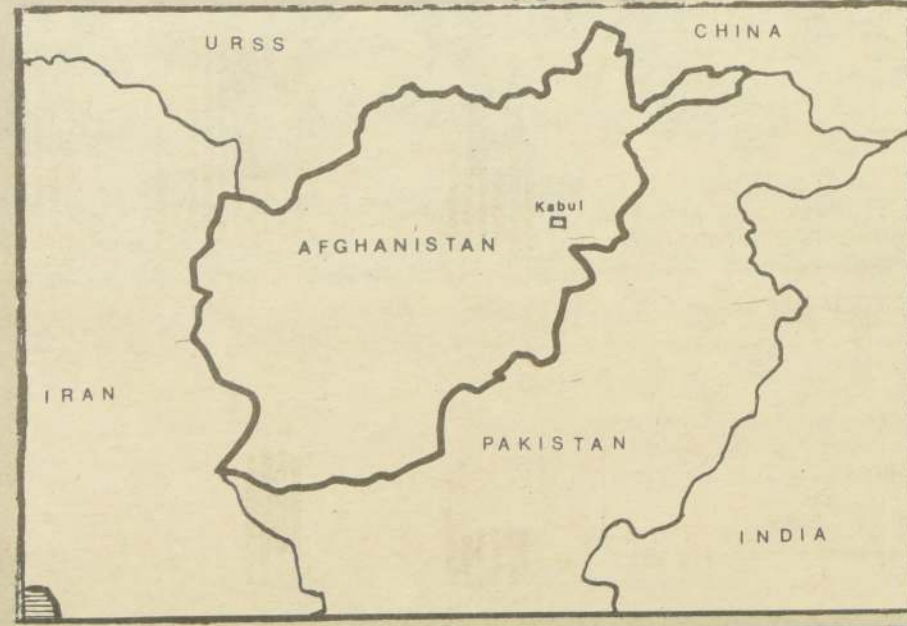 URSS
CHINA
Kabul
AFGHANISTAN
IRAN
PAKISTAN
INDIA